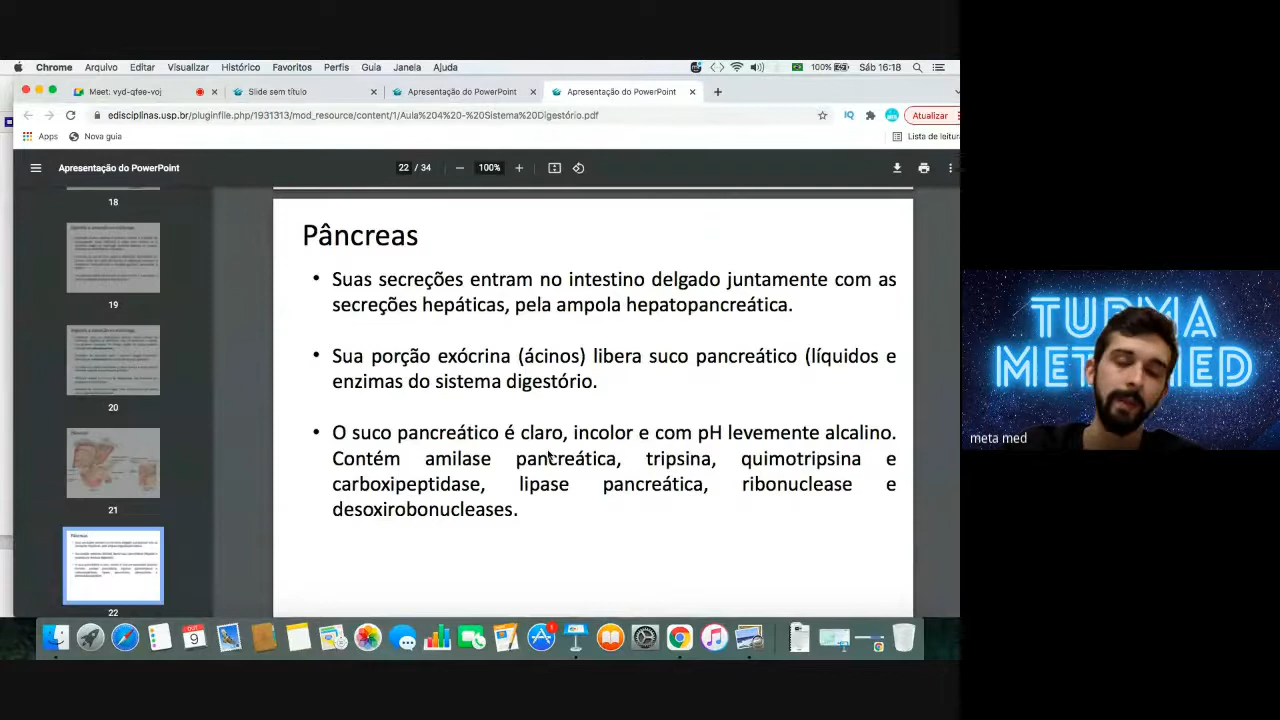 Chrome Arquivo Editar Visualizar Histórico Favoritos Perfis Guia Janela Ajuda 100% Sáb 16:18
Meet: vyd-qfee-voj Slide sem título Apresentação do PowerPoint Apresentação do PowerPoint
edisciplinas.usp.br/pluginfile.php/1931313/mod_resource/content/1/Aula%204%20-%20Sistema%20Digestório.pdf IQ Atualizar
Apps Nova guia Lista de leitura
Apresentação do PowerPoint 22 / 34 100%
18
19
20
21
22
Pâncreas
• Suas secreções entram no intestino delgado juntamente com as
secreções hepáticas, pela ampola hepatopancreática.
• Sua porção exócrina (ácinos) libera suco pancreático (líquidos e
enzimas do sistema digestório.
• O suco pancreático é claro, incolor e com pH levemente alcalino.
Contém amilase pancreática, tripsina, quimotripsina e
carboxipeptidase, lipase pancreática, ribonuclease e
desoxirobonucleases.
TURMA
MED
meta med
OUT
9
1